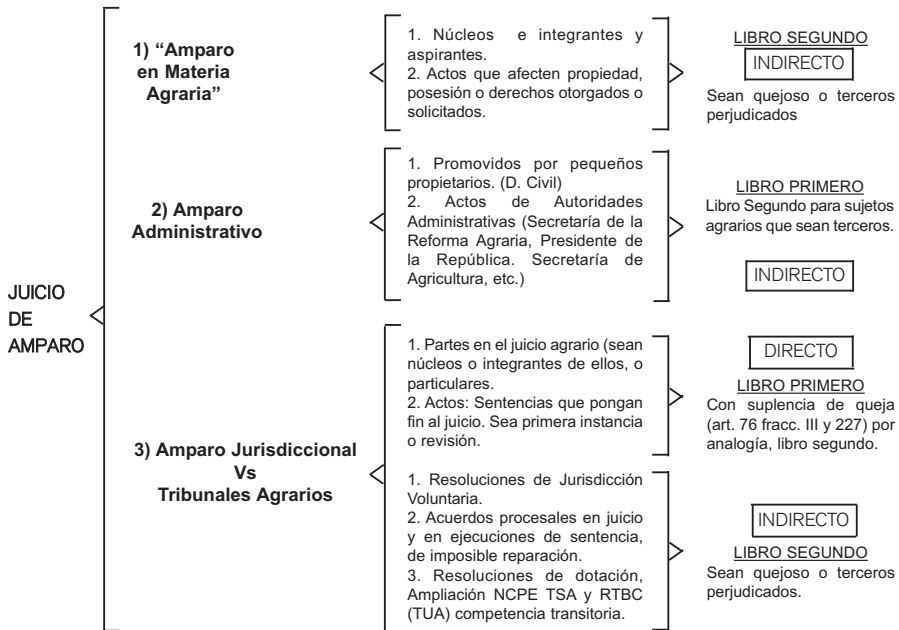 JUICIO
DE
AMPARO
1) “Amparo
en Materia
Agraria”
1. Núcleos e integrantes y
aspirantes.
2. Actos que afecten propiedad,
posesión o derechos otorgados o
solicitados.
LIBRO SEGUNDO
INDIRECTO
Sean quejoso o terceros
perjudicados
2) Amparo
Administrativo
1. Promovidos por pequeños
propietarios. (D. Civil)
2. Actos de Autoridades
Administrativas (Secretaría de la
Reforma Agraria, Presidente de
la República. Secretaría de
Agricultura, etc.)
LIBRO PRIMERO
Libro Segundo para sujetos
agrarios que sean terceros.
INDIRECTO
3) Amparo Jurisdiccional
Vs
Tribunales Agrarios
1. Partes en el juicio agrario (sean
núcleos o integrantes de ellos, o
particulares.
2. Actos: Sentencias que pongan
fin al juicio. Sea primera instancia
o revisión.
DIRECTO
LIBRO PRIMERO
Con suplencia de queja
(art. 76 fracc. III y 227) por
analogía, libro segundo.
1. Resoluciones de Jurisdicción
Voluntaria.
2. Acuerdos procesales en juicio
y en ejecuciones de sentencia,
de imposible reparación.
3. Resoluciones de dotación,
Ampliación NCPE TSA y RTBC
(TUA) competencia transitoria.
INDIRECTO
LIBRO SEGUNDO
Sean quejoso o terceros
perjudicados.